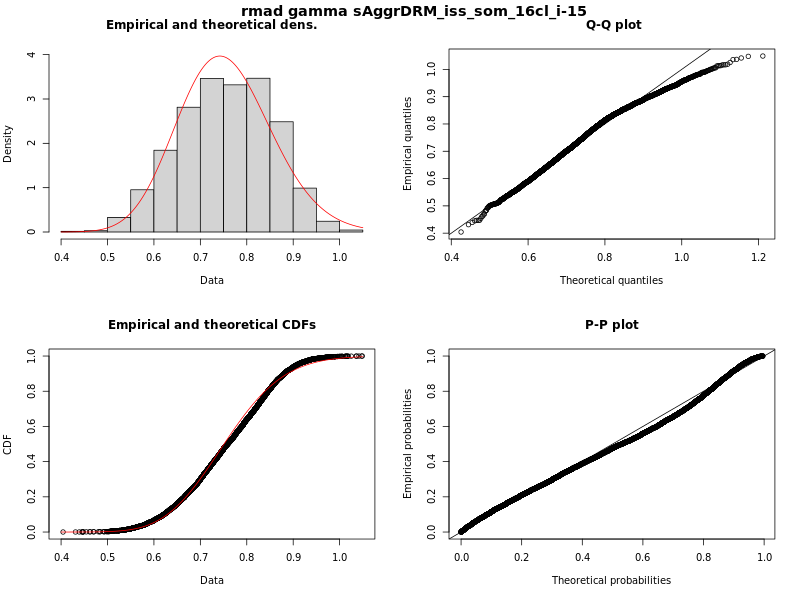 rmad gamma sAggrDRM_iss_som_16cl_i-15
Empirical and theoretical dens.
Density
0 1 2 3 4
0.4 0.5 0.6 0.7 0.8 0.9 1.0
Data
Q-Q plot
Empirical quantiles
0.4 0.5 0.6 0.7 0.8 0.9 1.0
0.4 0.6 0.8 1.0 1.2
Theoretical quantiles
Empirical and theoretical CDFs
CDF
0.0 0.2 0.4 0.6 0.8 1.0
0.4 0.5 0.6 0.7 0.8 0.9 1.0
Data
P-P plot
Empirical probabilities
0.0 0.2 0.4 0.6 0.8 1.0
0.0 0.2 0.4 0.6 0.8 1.0
Theoretical probabilities